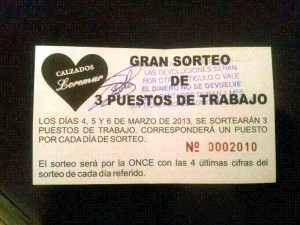 CALZADOS
Loremar
GRAN SORTEO
LAS DEVOLUCIONES SERAN
POR OTRO ARTICULO O VALE
DE
EL DINERO NO SE DEVUELVE
3 PUESTOS DE TRABAJO
LOS DÍAS 4, 5 Y 6 DE MARZO DE 2013, SE SORTEARÁN 3
PUESTOS DE TRABAJO. CORRESPONDERÁ UN PUESTO
POR CADA DÍA DE SORTEO.
Nº 0002010
El sorteo será por la ONCE con las 4 últimas cifras del
sorteo de cada día referido.